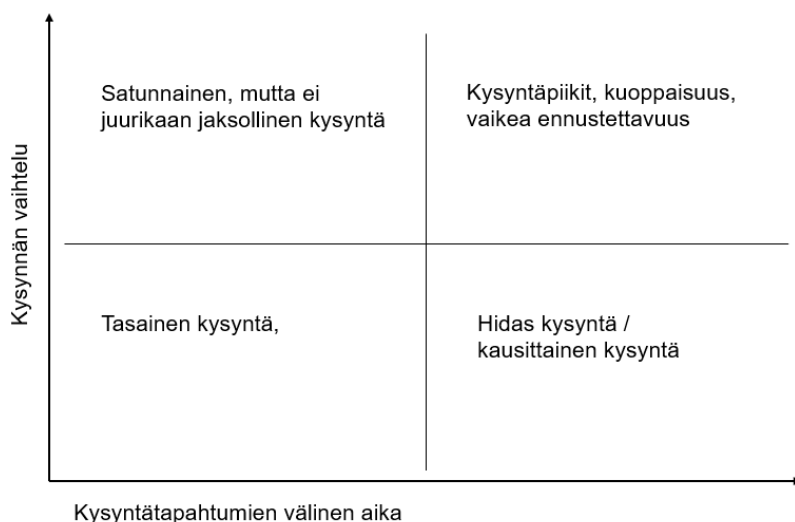 Kysynnän vaihtelu
Satunnainen, mutta ei
juurikaan jaksollinen kysyntä
Kysyntäpiikit, kuoppaisuus,
vaikea ennustettavuus
Tasainen kysyntä,
Hidas kysyntä /
kausittainen kysyntä
Kysyntätapahtumien välinen aika